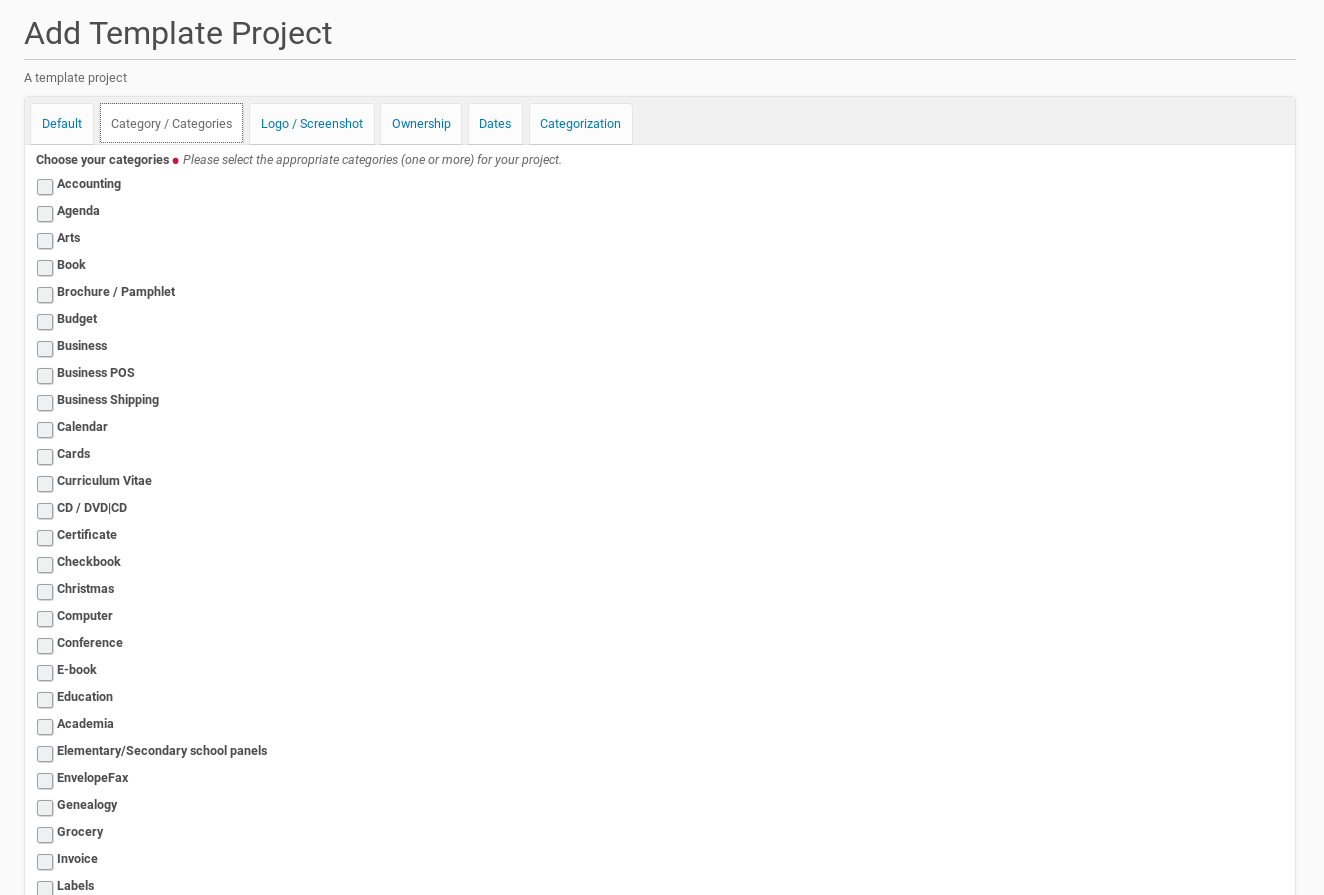 Add Template Project
A template project
Default Category / Categories Logo / Screenshot Ownership Dates Categorization
Choose your categories • Please select the appropriate categories (one or more) for your project.
Accounting
Agenda
Arts
Book
Brochure / Pamphlet
Budget
Business
Business POS
Business Shipping
Calendar
Cards
Curriculum Vitae
CD / DVD|CD
Certificate
Checkbook
Christmas
Computer
Conference
E-book
Education
Academia
Elementary/Secondary school panels
EnvelopeFax
Genealogy
Grocery
Invoice
Labels